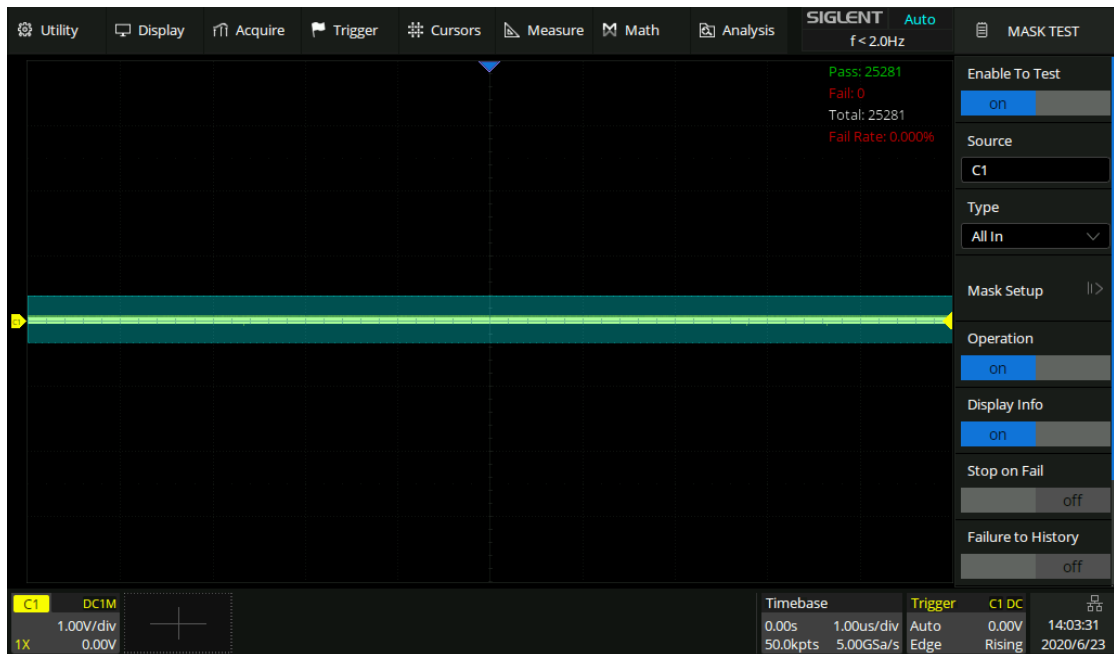 Utility Display Acquire Trigger Cursors Measure Math Analysis SIGLENT Auto MASK TEST
f < 2.0Hz
Pass: 25281
Fail: 0
Total: 25281
Fail Rate: 0.000%
Enable To Test
on
Source
C1
Type
All In
Mask Setup
Operation
on
Display Info
on
Stop on Fail
off
Failure to History
off
C1 DC1M
1.00V/div
1X 0.00V
Timebase
0.00s 1.00us/div
50.0kpts 5.00GSa/s
Trigger C1 DC
Auto 0.00V
Edge Rising
14:03:31
2020/6/23